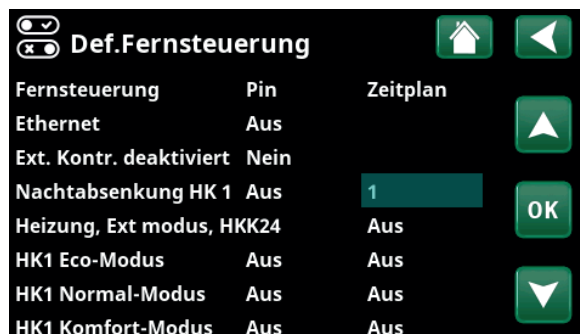 Def.Fernsteuerung
Fernsteuerung Pin Zeitplan
Ethernet Aus
Ext. Kontr. deaktiviert Nein
Nachtabsenkung HK 1 Aus 1
OK
Heizung, Ext modus, HKK24 Aus
HK1 Eco-Modus Aus Aus
HK1 Normal-Modus Aus Aus
HK1 Komfort-Modus Aus Aus